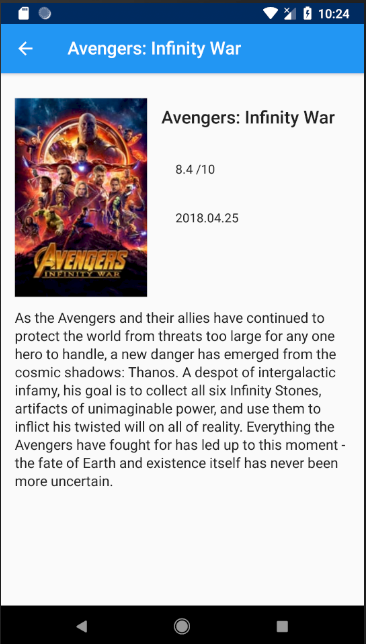 10:24
Avengers: Infinity War
Avengers: Infinity War
8.4 /10
2018.04.25
AVENGERS
INFINITY WAR
As the Avengers and their allies have continued to
protect the world from threats too large for any one
hero to handle, a new danger has emerged from the
cosmic shadows: Thanos. A despot of intergalactic
infamy, his goal is to collect all six Infinity Stones,
artifacts of unimaginable power, and use them to
inflict his twisted will on all of reality. Everything the
Avengers have fought for has led up to this moment -
the fate of Earth and existence itself has never been
more uncertain.